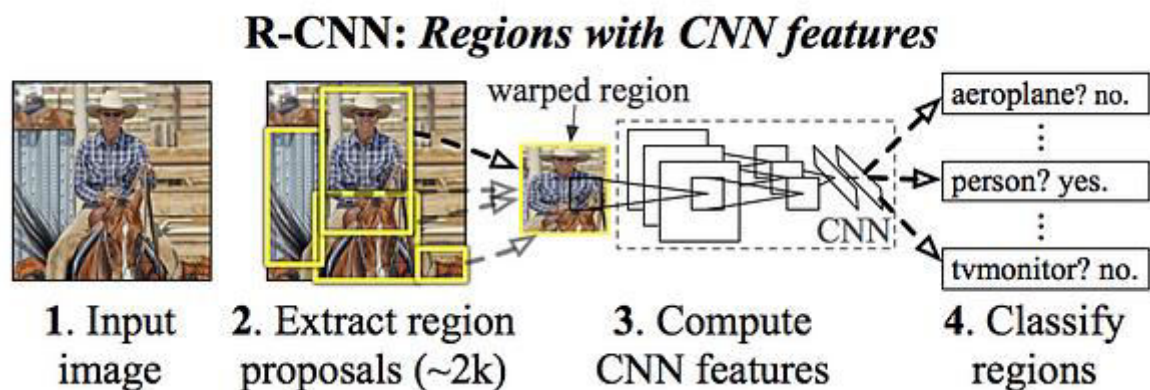 R-CNN: Regions with CNN features
warped region
aeroplane? no.
person? yes.
CNN
tvmonitor? no.
1. Input image
2. Extract region proposals (~2k)
3. Compute CNN features
4. Classify regions